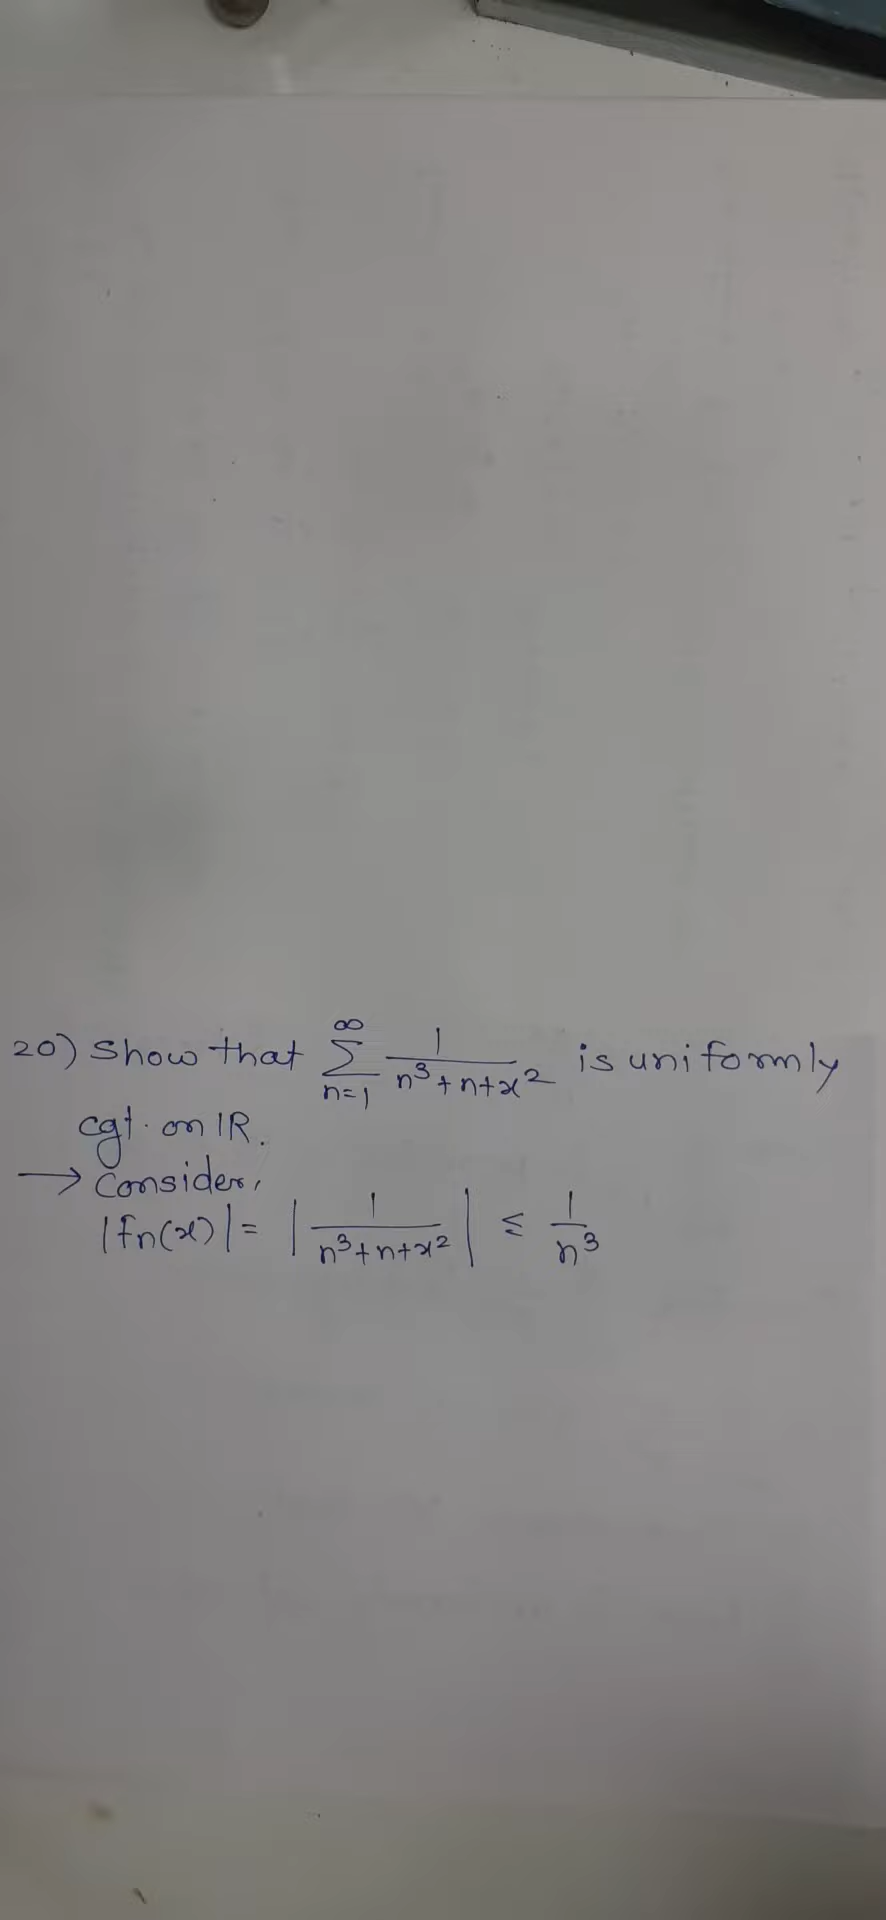 20) Show that ∞∑n=1 1/(n³+n+x²) is uniformly
cgt. on IR.
→ Consider,
|fn(x)| = |1/(n³+n+x²)| ≤ 1/n³